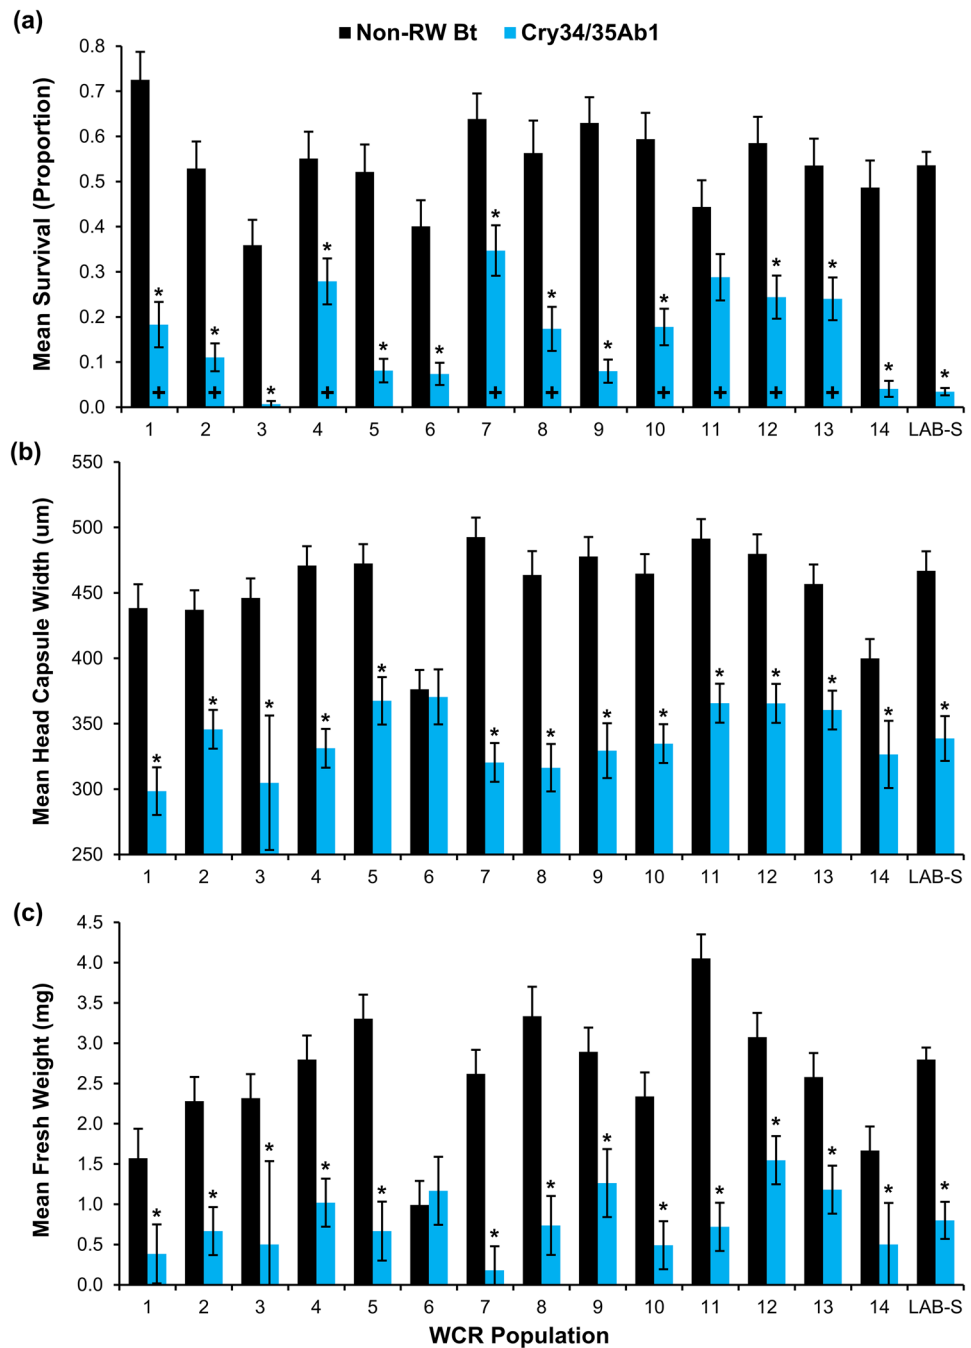 (a)
Non-RW Bt Cry34/35Ab1
Mean Survival (Proportion)
0.8
0.7
0.6
0.5
0.4
0.3
0.2
0.1
0.0
* * * * * * * * * * * * * *
+ + + + + + + + +
1 2 3 4 5 6 7 8 9 10 11 12 13 14 LAB-S
(b)
Mean Head Capsule Width (um)
550
500
450
400
350
300
250
* * * * * * * * * * * * * *
1 2 3 4 5 6 7 8 9 10 11 12 13 14 LAB-S
(c)
Mean Fresh Weight (mg)
4.5
4.0
3.5
3.0
2.5
2.0
1.5
1.0
0.5
0.0
* * * * * * * * * * * * * *
1 2 3 4 5 6 7 8 9 10 11 12 13 14 LAB-S
WCR Population